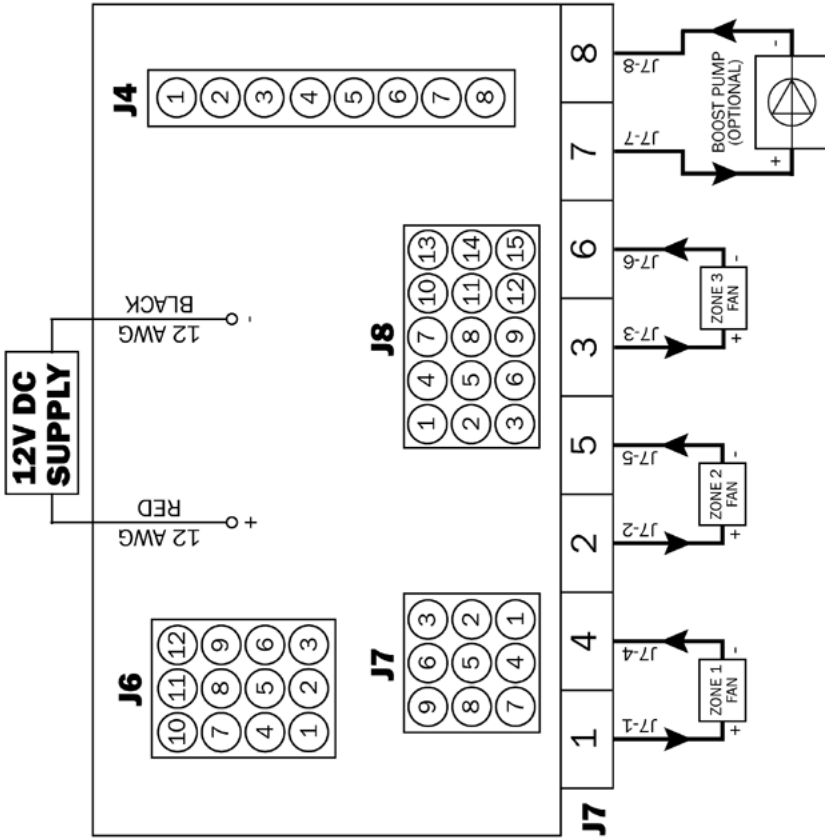 12V DC
SUPPLY
12 AWG
RED
12 AWG
BLACK
+
-
J4
1
2
3
4
5
6
7
8
J6
10 11 12
7 8 9
4 5 6
1 2 3
J8
1 4 7 10 13
2 5 8 11 14
3 6 9 12 15
J7
9 6 3
8 5 2
7 4 1
J7
1 4 2 5 3 6 7 8
J7-1
J7-4
J7-2
J7-5
J7-3
J7-6
J7-7
J7-8
+ -
ZONE 1
FAN
+ -
ZONE 2
FAN
+ -
ZONE 3
FAN
BOOST PUMP
(OPTIONAL)
+ -